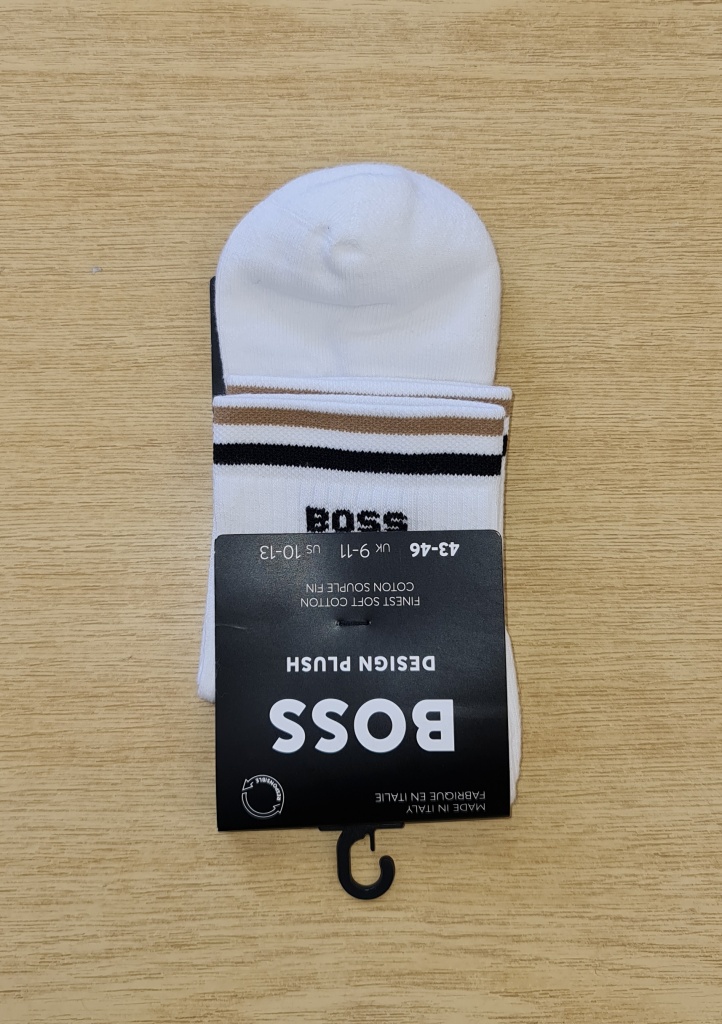 BOSS
MADE IN ITALY
FABRIQUE EN ITALIE
RESPONSIBLE
BOSS
DESIGN PLUSH
FINEST SOFT COTTON
COTON SOUPLE FIN
43-46 UK 9-11 US 10-13